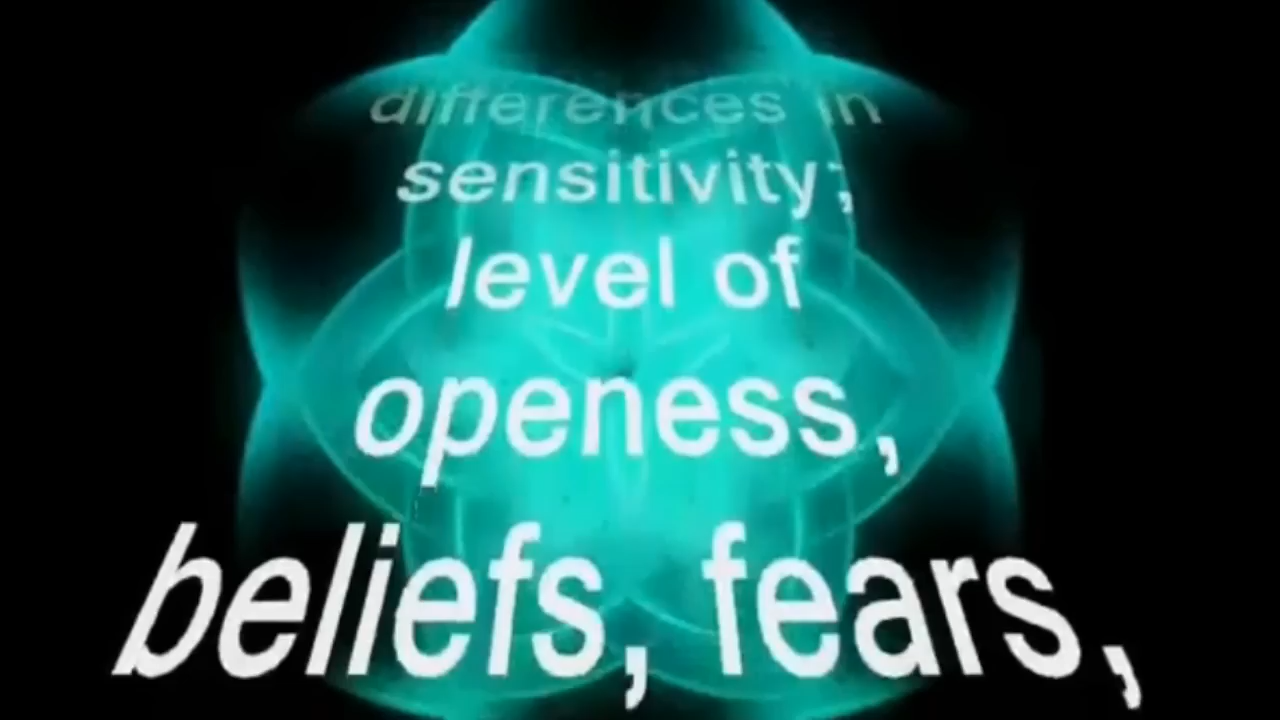 differences in
sensitivity;
level of
openess,
beliefs, fears,